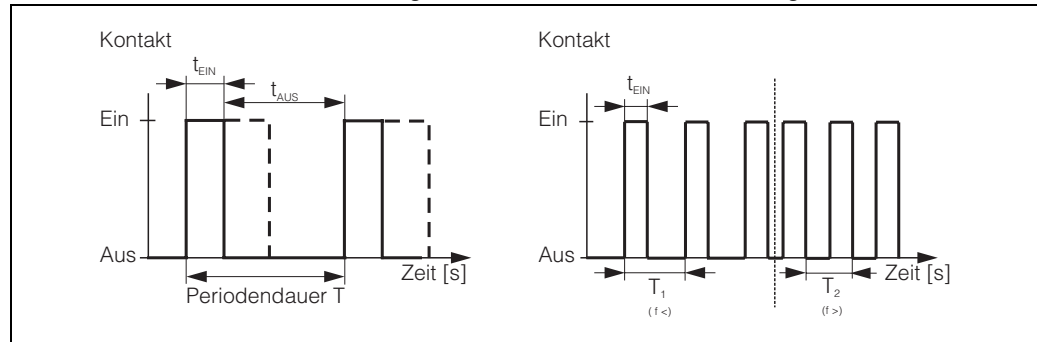 Kontakt
t_EIN
t_AUS
Ein
Aus
Zeit [s]
Periodendauer T
Kontakt
t_EIN
Ein
Aus
Zeit [s]
T_1
( f <)
T_2
(f >)